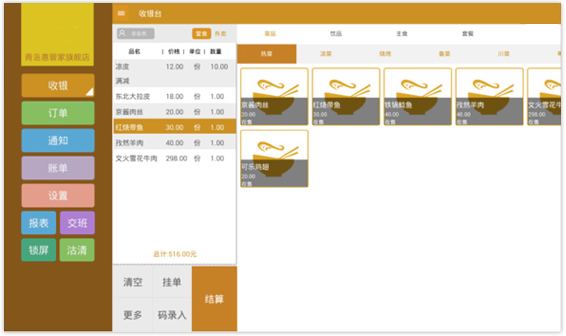 收银台
青岛惠管家旗舰店
收银
订单
通知
账单
设置
报表 交班
锁屏 沽清
堂食 外卖
品名 价格 单位 数量
凉皮 12.00 份 10.00
满减
东北大拉皮 18.00 份 1.00
京酱肉丝 20.00 份 1.00
红烧带鱼 30.00 份 1.00
孜然羊肉 40.00 份 1.00
文火雪花牛肉 298.00 份 1.00
总计:516.00元
清空 挂单
更多 码录入
结算
菜品 饮品 主食 套餐
热菜 凉菜 烧烤 鲁菜 川菜
京酱肉丝
20.00
在售
红烧带鱼
30.00
在售
铁锅鲶鱼
在售
孜然羊肉
40.00
在售
文火雪花牛
在售
可乐鸡翅
20.00
在售